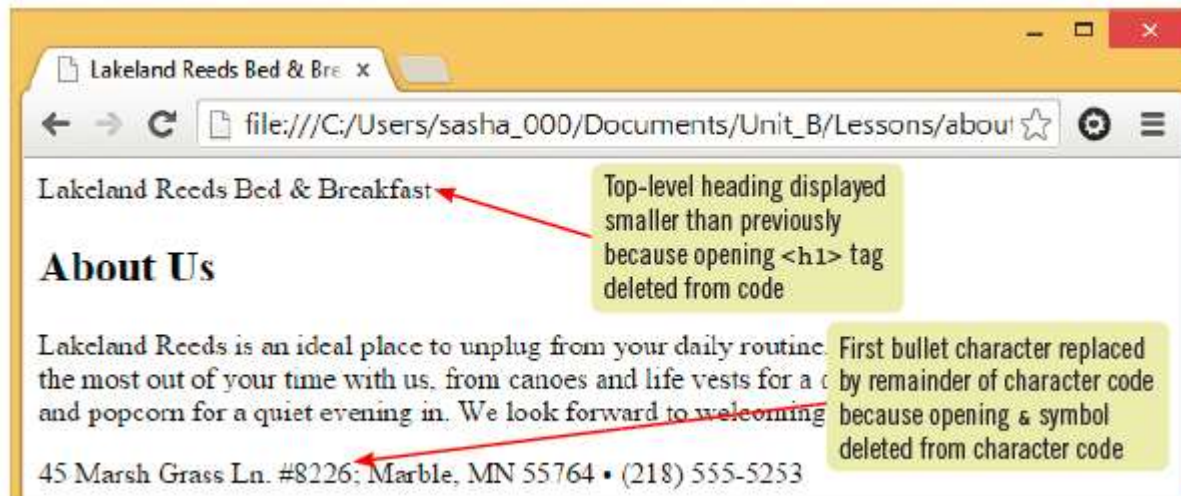 Lakeland Reeds Bed & Bre x
file:///C:/Users/sasha_000/Documents/Unit_B/Lessons/about
Lakeland Reeds Bed & Breakfast
Top-level heading displayed
smaller than previously
because opening <h1> tag
deleted from code
About Us
Lakeland Reeds is an ideal place to unplug from your daily routine.
the most out of your time with us, from canoes and life vests for a
and popcorn for a quiet evening in. We look forward to welcoming
First bullet character replaced
by remainder of character code
because opening & symbol
deleted from character code
45 Marsh Grass Ln. #8226; Marble, MN 55764 • (218) 555-5253